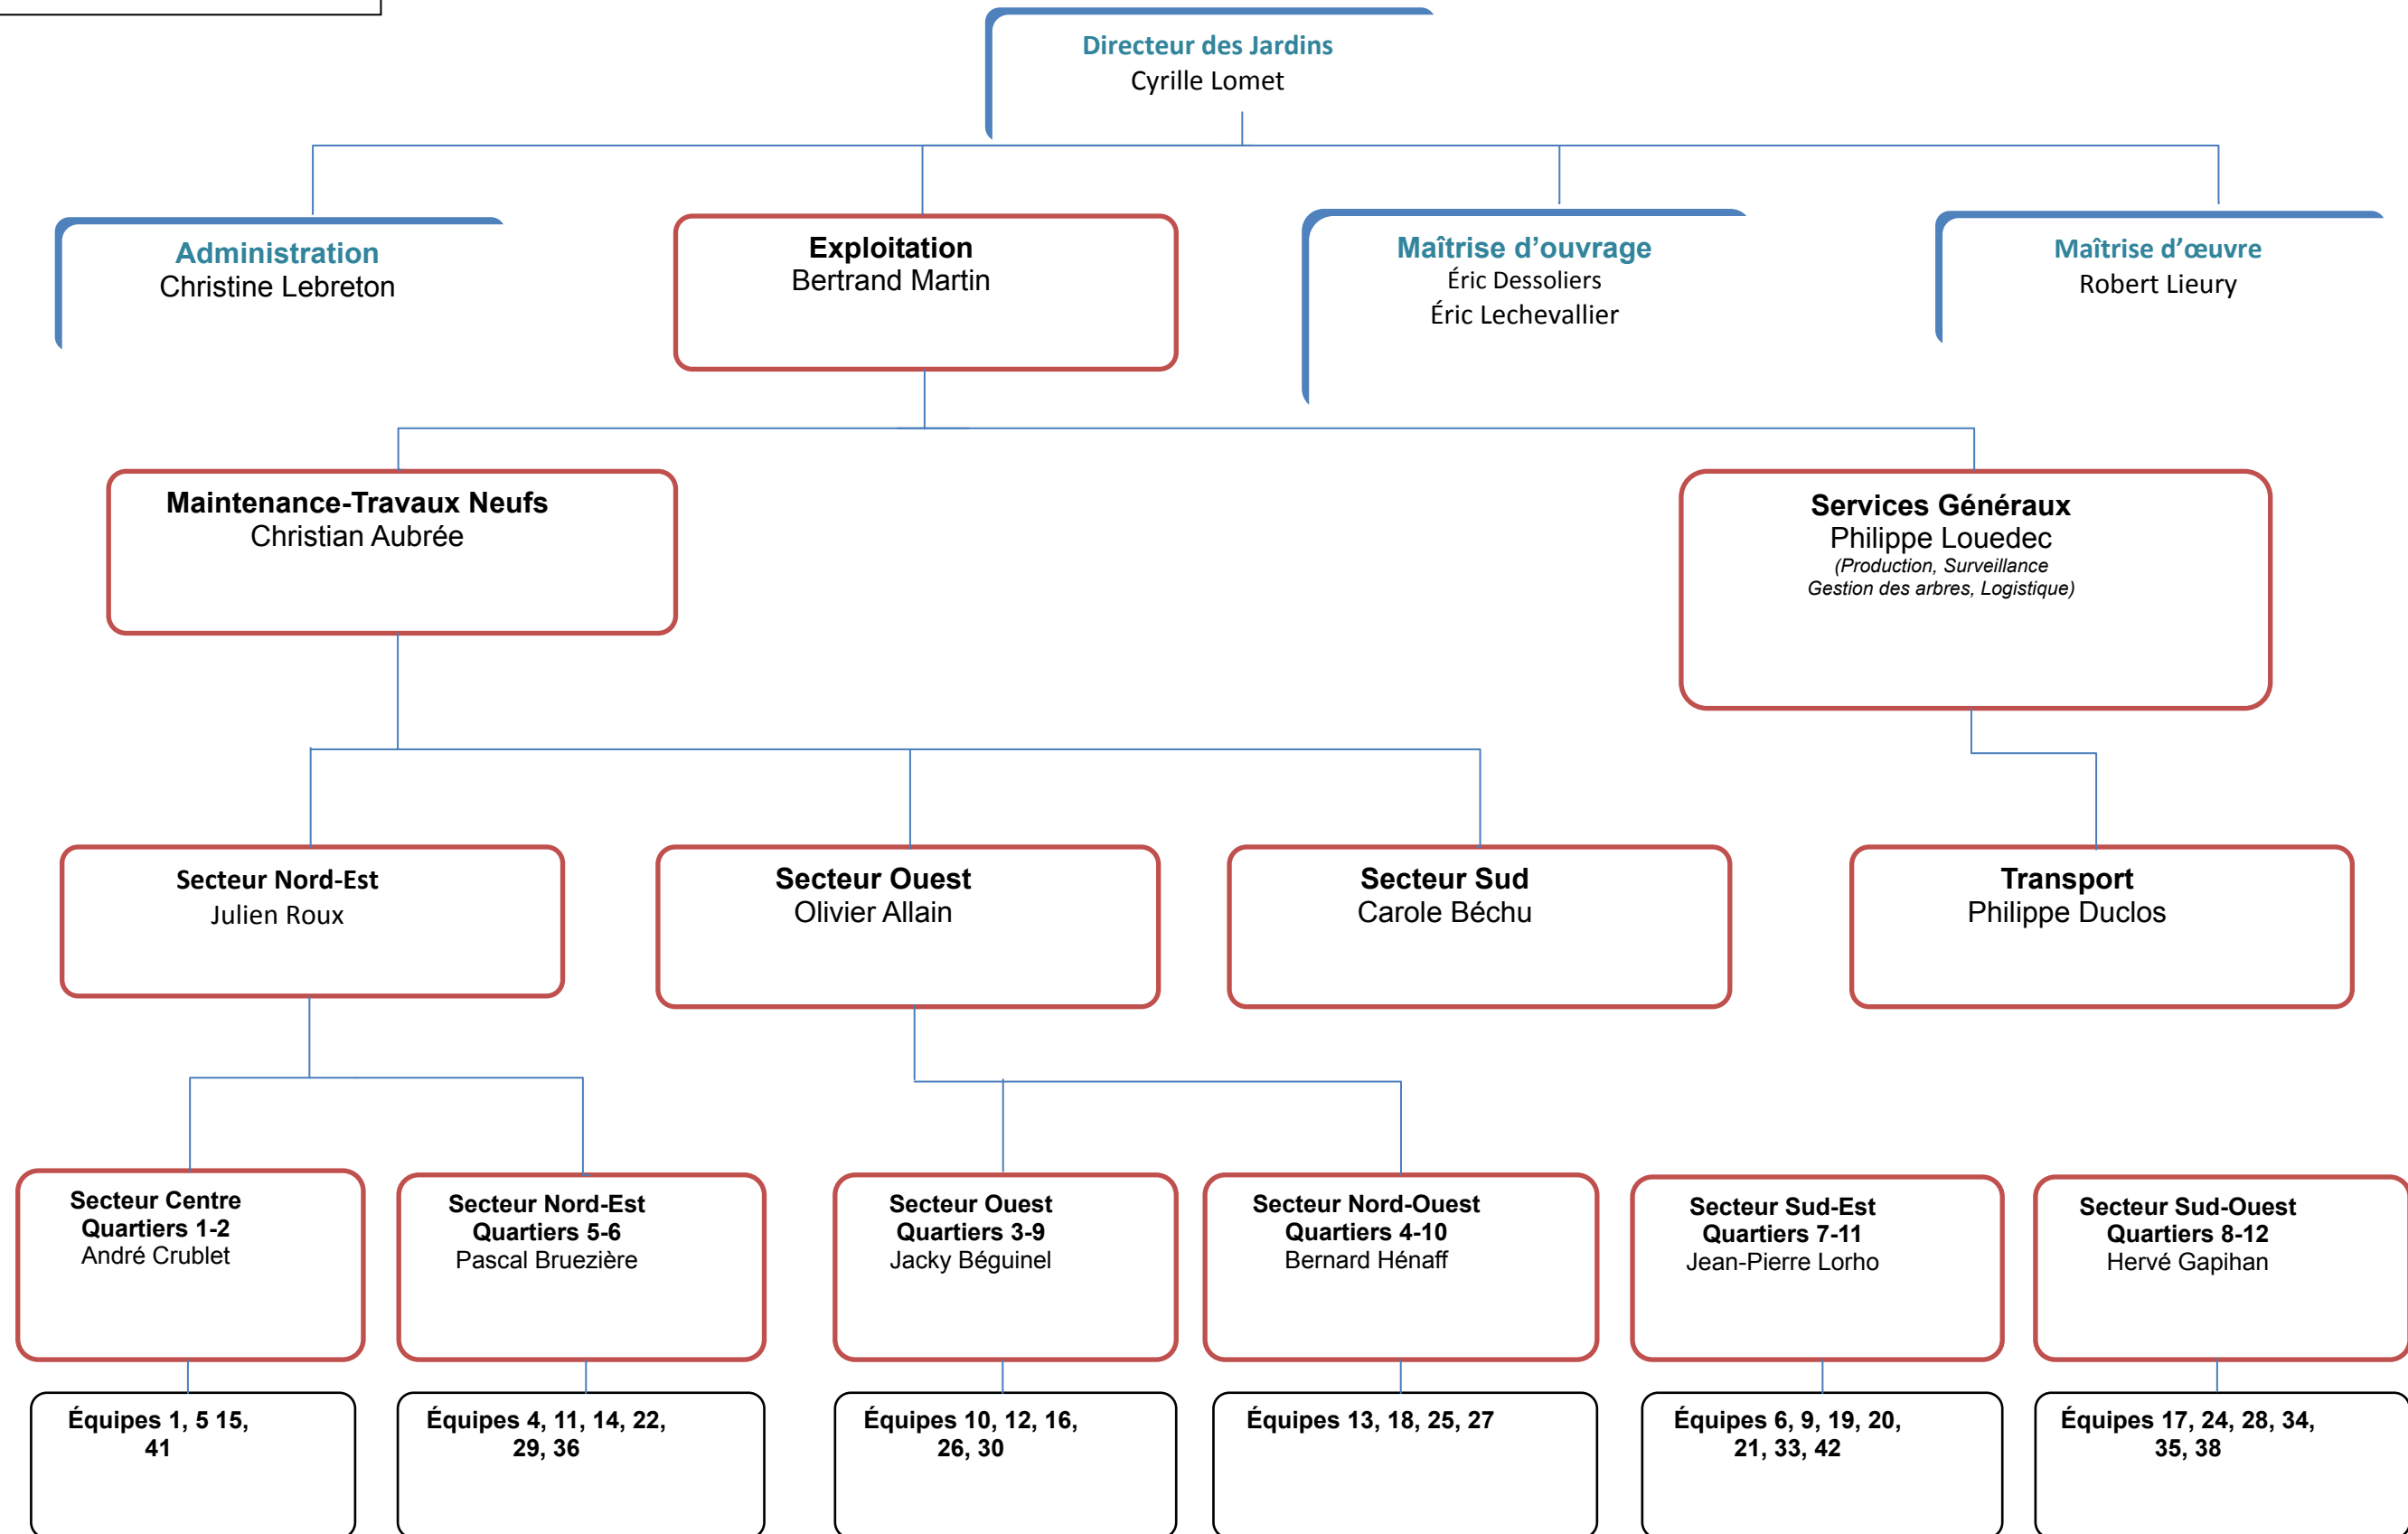 Directeur des Jardins
Cyrille Lomet
Administration
Christine Lebreton
Exploitation
Bertrand Martin
Maîtrise d’ouvrage
Éric Dessoliers
Éric Lechevallier
Maîtrise d’œuvre
Robert Lieury
Maintenance-Travaux Neufs
Christian Aubrée
Services Généraux
Philippe Louedec
(Production, Surveillance
Gestion des arbres, Logistique)
Secteur Nord-Est
Julien Roux
Secteur Ouest
Olivier Allain
Secteur Sud
Carole Béchu
Transport
Philippe Duclos
Secteur Centre
Quartiers 1-2
André Crublet
Secteur Nord-Est
Quartiers 5-6
Pascal Bruezière
Secteur Ouest
Quartiers 3-9
Jacky Béguinel
Secteur Nord-Ouest
Quartiers 4-10
Bernard Hénaff
Secteur Sud-Est
Quartiers 7-11
Jean-Pierre Lorho
Secteur Sud-Ouest
Quartiers 8-12
Hervé Gapihan
Équipes 1, 5 15,
41
Équipes 4, 11, 14, 22,
29, 36
Équipes 10, 12, 16,
26, 30
Équipes 13, 18, 25, 27
Équipes 6, 9, 19, 20,
21, 33, 42
Équipes 17, 24, 28, 34,
35, 38